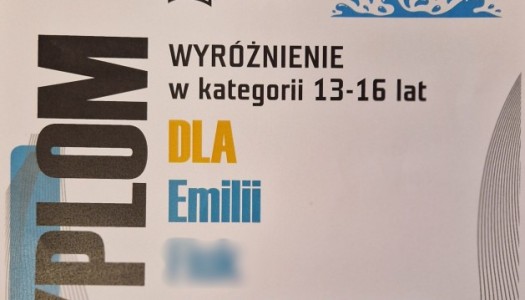 YPLOM
WYRÓŻNIENIE
w kategorii 13-16 lat
DLA
Emilii